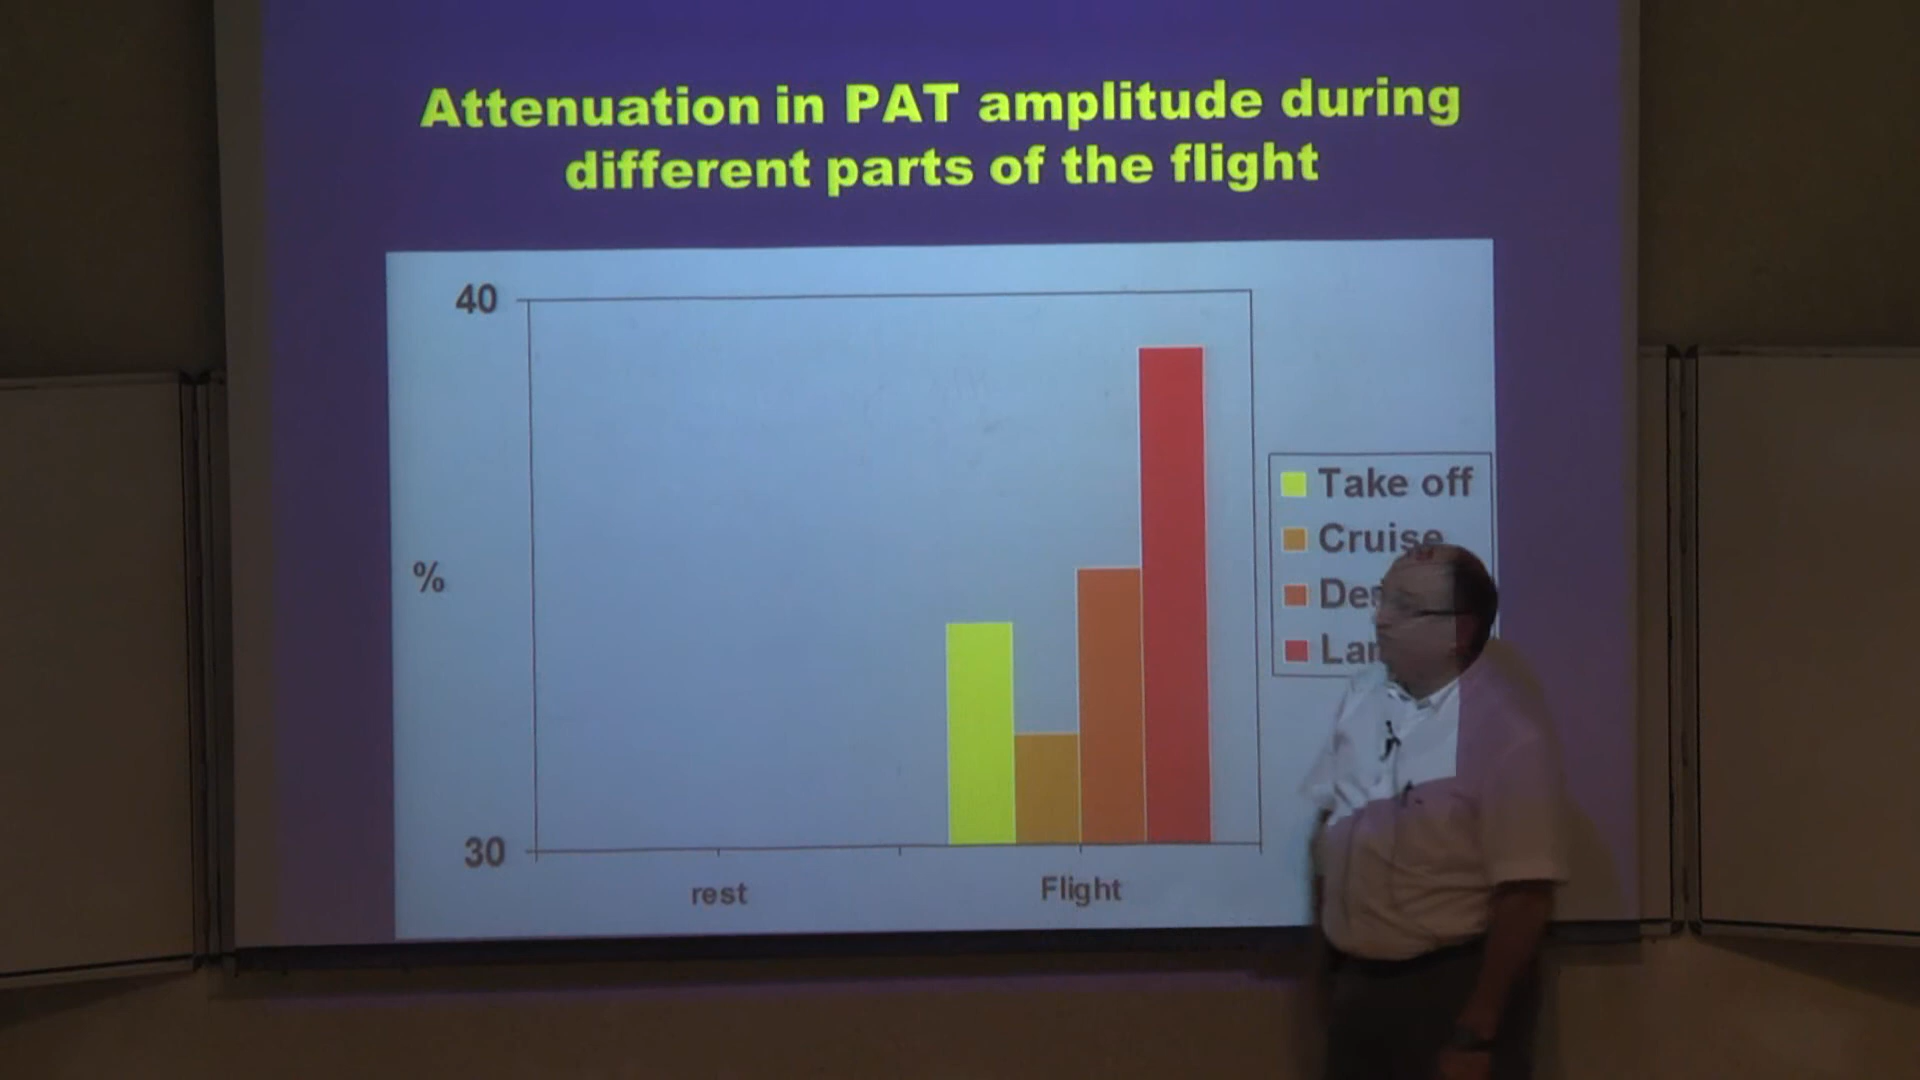 Attenuation in PAT amplitude during
different parts of the flight
40
%
30
rest
Flight
Take off
Cruise